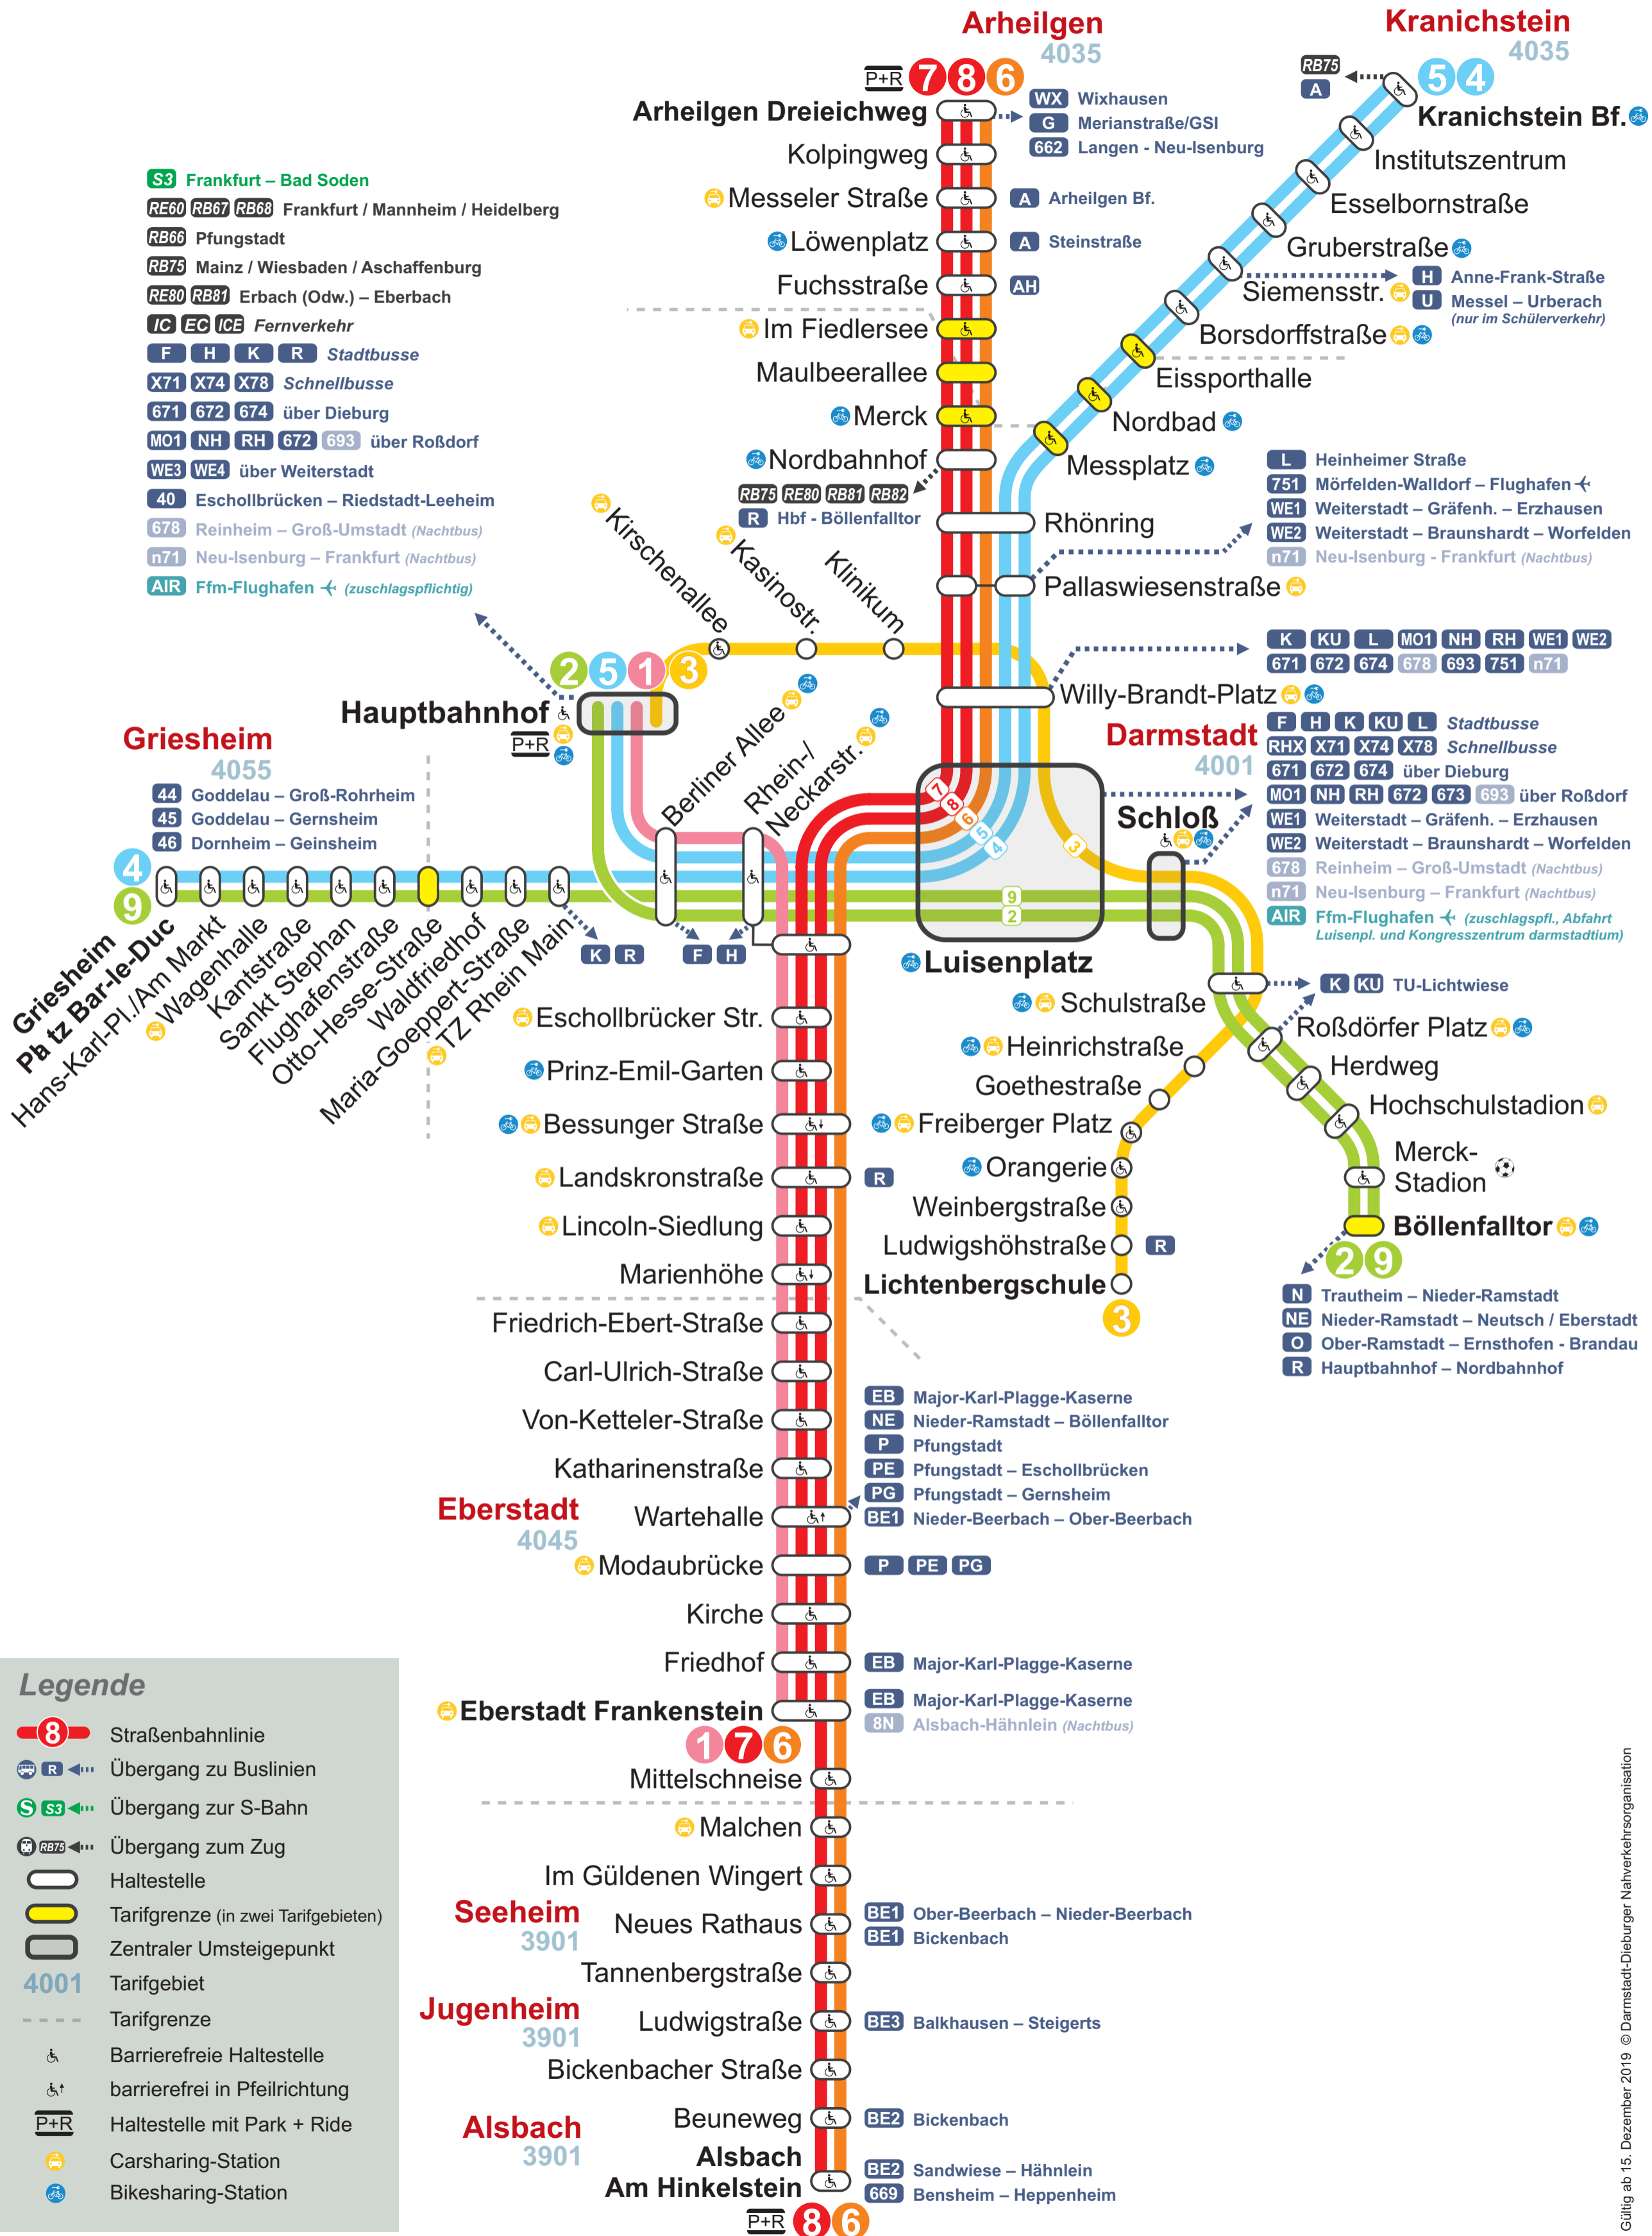 Arheilgen
4035
P+R 7 8 6
Arheilgen Dreieichweg
WX Wixhausen
G Merianstraße/GSI
662 Langen - Neu-Isenburg
Kolpingweg
Messeler Straße
A Arheilgen Bf.
Löwenplatz
A Steinstraße
Fuchsstraße
AH
Im Fiedlersee
Maulbeerallee
Merck
Nordbahnhof
RB75 RE80 RB81 RB82
R Hbf - Böllenfalltor
Kranichstein
4035
RB75
A
5 4
Kranichstein Bf.
Institutszentrum
Esselbornstraße
Gruberstraße
Siemensstr.
H Anne-Frank-Straße
U Messel – Urberach
(nur im Schülerverkehr)
Borsdorffstraße
Eissporthalle
Nordbad
Messplatz
Rhönring
Pallaswiesenstraße
L Heinheimer Straße
751 Mörfelden-Walldorf – Flughafen
WE1 Weiterstadt – Gräfenh. – Erzhausen
WE2 Weiterstadt – Braunshardt – Worfelden
n71 Neu-Isenburg - Frankfurt (Nachtbus)
Willy-Brandt-Platz
K KU L MO1 NH RH WE1 WE2
671 672 674 678 693 751 n71
S3 Frankfurt – Bad Soden
RE60 RB67 RB68 Frankfurt / Mannheim / Heidelberg
RB66 Pfungstadt
RB75 Mainz / Wiesbaden / Aschaffenburg
RE80 RB81 Erbach (Odw.) – Eberbach
IC EC ICE Fernverkehr
F H K R Stadtbusse
X71 X74 X78 Schnellbusse
671 672 674 über Dieburg
MO1 NH RH 672 693 über Roßdorf
WE3 WE4 über Weiterstadt
40 Eschollbrücken – Riedstadt-Leeheim
678 Reinheim – Groß-Umstadt (Nachtbus)
n71 Neu-Isenburg – Frankfurt (Nachtbus)
AIR Ffm-Flughafen (zuschlagspflichtig)
Kirschenallee
Kasinostr.
Klinikum
2 5 1 3
Hauptbahnhof
P+R
Berliner Allee
Rhein-/
Neckarstr.
Griesheim
4055
44 Goddelau – Groß-Rohrheim
45 Goddelau – Gernsheim
46 Dornheim – Geinsheim
4
9
Griesheim
Platz Bar-le-Duc
Hans-Karl-Pl./Am Markt
Wagenhalle
Kantstraße
Sankt Stephan
Flughafenstraße
Otto-Hesse-Straße
Waldfriedhof
Maria-Goeppert-Straße
TZ Rhein Main
K R
F H
7
8
6
5
4
3
9
2
Luisenplatz
Darmstadt
4001
Schloß
F H K KU L Stadtbusse
RHX X71 X74 X78 Schnellbusse
671 672 674 über Dieburg
MO1 NH RH 672 673 693 über Roßdorf
WE1 Weiterstadt – Gräfenh. – Erzhausen
WE2 Weiterstadt – Braunshardt – Worfelden
678 Reinheim – Groß-Umstadt (Nachtbus)
n71 Neu-Isenburg – Frankfurt (Nachtbus)
AIR Ffm-Flughafen (zuschlagspfl., Abfahrt
Luisenpl. und Kongresszentrum darmstadtium)
Schulstraße
K KU TU-Lichtwiese
Roßdörfer Platz
Herdweg
Hochschulstadion
Merck-
Stadion
Böllenfalltor
2 9
N Trautheim – Nieder-Ramstadt
NE Nieder-Ramstadt – Neutsch / Eberstadt
O Ober-Ramstadt – Ernsthofen - Brandau
R Hauptbahnhof – Nordbahnhof
Heinrichstraße
Goethestraße
Freiberger Platz
Orangerie
Weinbergstraße
Ludwigshöhstraße R
Lichtenbergschule
3
Eschollbrücker Str.
Prinz-Emil-Garten
Bessunger Straße
Landskronstraße R
Lincoln-Siedlung
Marienhöhe
Friedrich-Ebert-Straße
Carl-Ulrich-Straße
Von-Ketteler-Straße
Katharinenstraße
EB Major-Karl-Plagge-Kaserne
NE Nieder-Ramstadt – Böllenfalltor
P Pfungstadt
PE Pfungstadt – Eschollbrücken
PG Pfungstadt – Gernsheim
BE1 Nieder-Beerbach – Ober-Beerbach
Eberstadt
4045
Wartehalle
Modaubrücke P PE PG
Kirche
Friedhof
EB Major-Karl-Plagge-Kaserne
Eberstadt Frankenstein
EB Major-Karl-Plagge-Kaserne
8N Alsbach-Hähnlein (Nachtbus)
1 7 6
Mittelschneise
Malchen
Im Güldenen Wingert
Seeheim
3901
Neues Rathaus
BE1 Ober-Beerbach – Nieder-Beerbach
BE1 Bickenbach
Tannenbergstraße
Jugenheim
3901
Ludwigstraße
BE3 Balkhausen – Steigerts
Bickenbacher Straße
Alsbach
3901
Beuneweg
BE2 Bickenbach
Alsbach
Am Hinkelstein
BE2 Sandwiese – Hähnlein
669 Bensheim – Heppenheim
P+R 8 6
Legende
8 Straßenbahnlinie
R Übergang zu Buslinien
S S3 Übergang zur S-Bahn
RB75 Übergang zum Zug
Haltestelle
Tarifgrenze (in zwei Tarifgebieten)
Zentraler Umsteigepunkt
4001 Tarifgebiet
Tarifgrenze
Barrierefreie Haltestelle
barrierefrei in Pfeilrichtung
P+R Haltestelle mit Park + Ride
Carsharing-Station
Bikesharing-Station
Gültig ab 15. Dezember 2019 © Darmstadt-Dieburger Nahverkehrsorganisation